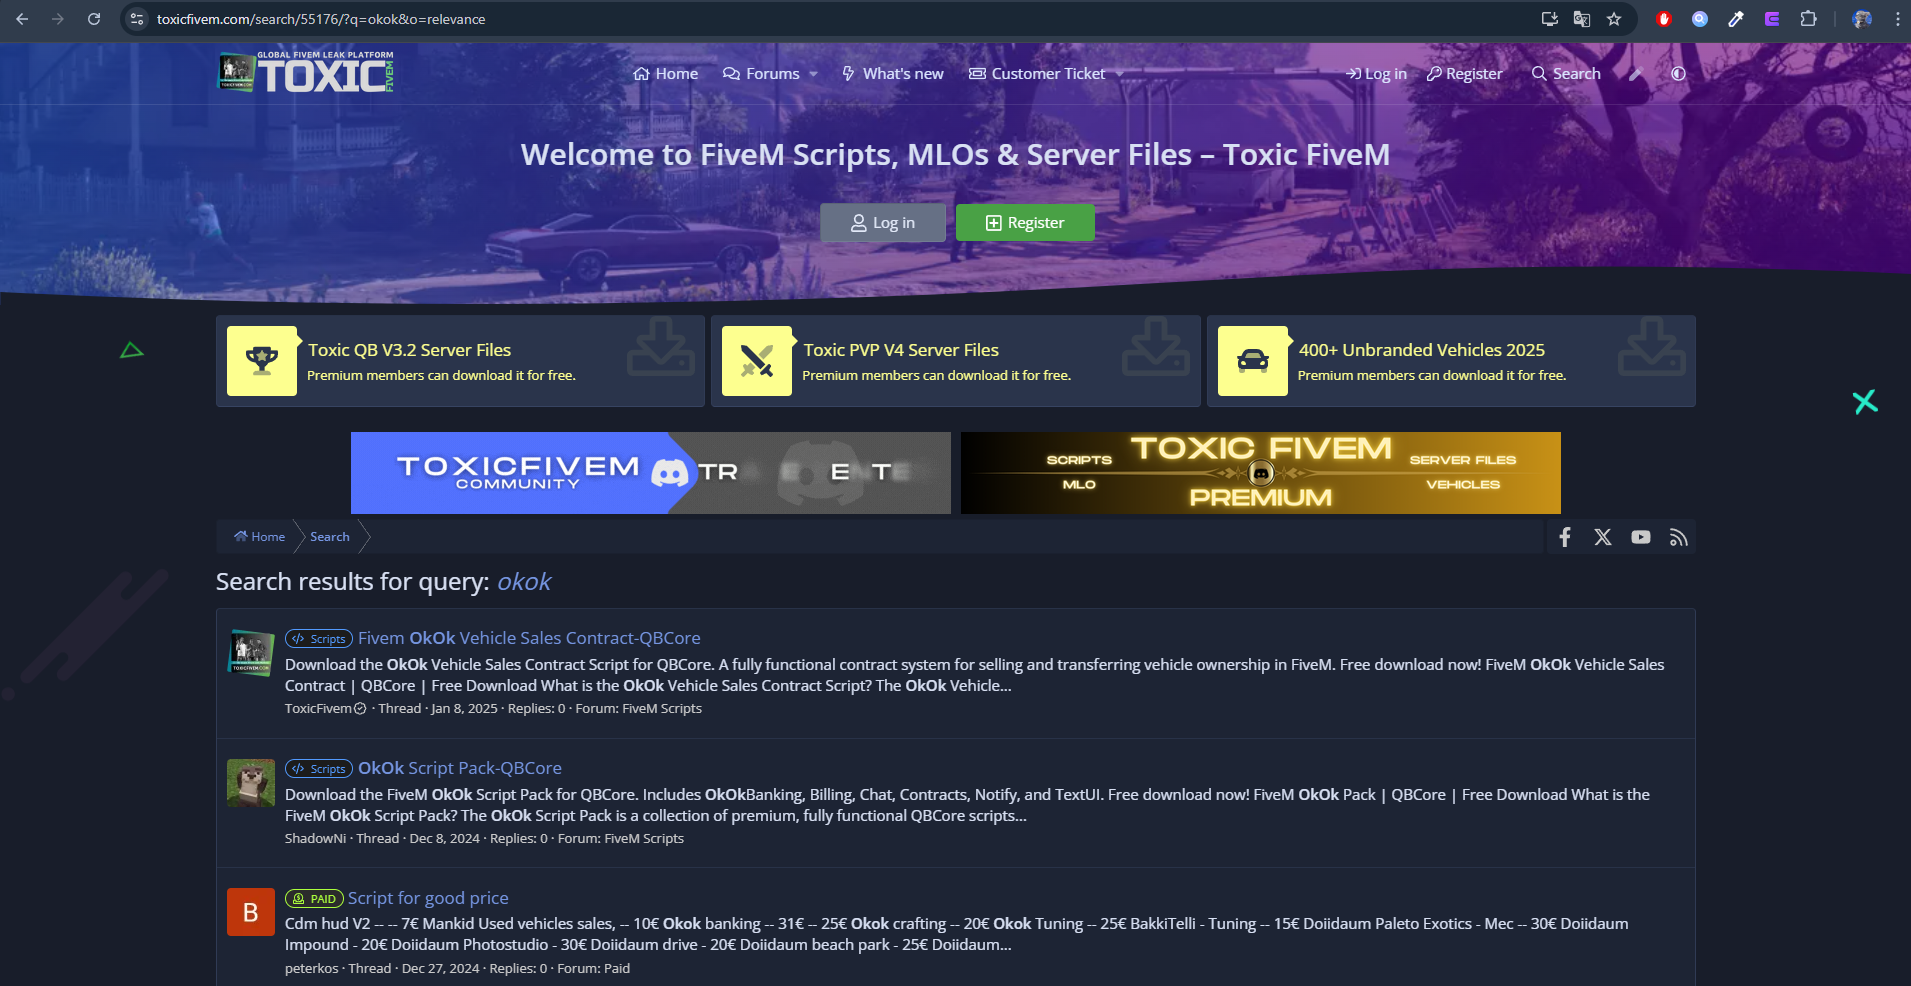 toxicfivem.com/search/55176/?q=okok&o=relevance
GLOBAL FIVEM LEAK PLATFORM
TOXIC FIVEM
Home Forums What's new Customer Ticket Log in Register Search
Welcome to FiveM Scripts, MLOs & Server Files – Toxic FiveM
Log in Register
Toxic QB V3.2 Server Files
Premium members can download it for free.
Toxic PVP V4 Server Files
Premium members can download it for free.
400+ Unbranded Vehicles 2025
Premium members can download it for free.
TOXICFIVEM
COMMUNITY
TR E E TE
TOXIC FIVEM
SCRIPTS SERVER FILES
MLO VEHICLES
PREMIUM
Home Search
Search results for query: okok
Scripts Fivem OkOk Vehicle Sales Contract-QBCore
Download the OkOk Vehicle Sales Contract Script for QBCore. A fully functional contract system for selling and transferring vehicle ownership in FiveM. Free download now! FiveM OkOk Vehicle Sales
Contract | QBCore | Free Download What is the OkOk Vehicle Sales Contract Script? The OkOk Vehicle...
ToxicFivem · Thread · Jan 8, 2025 · Replies: 0 · Forum: FiveM Scripts
Scripts OkOk Script Pack-QBCore
Download the FiveM OkOk Script Pack for QBCore. Includes OkOkBanking, Billing, Chat, Contracts, Notify, and TextUI. Free download now! FiveM OkOk Pack | QBCore | Free Download What is the
FiveM OkOk Script Pack? The OkOk Script Pack is a collection of premium, fully functional QBCore scripts...
ShadowNi · Thread · Dec 8, 2024 · Replies: 0 · Forum: FiveM Scripts
B
PAID Script for good price
Cdm hud V2 -- -- 7€ Mankid Used vehicles sales, -- 10€ Okok banking -- 31€ -- 25€ Okok crafting -- 20€ Okok Tuning -- 25€ BakkiTelli - Tuning -- 15€ Doiidaum Paleto Exotics - Mec -- 30€ Doiidaum
Impound - 20€ Doiidaum Photostudio - 30€ Doiidaum drive - 20€ Doiidaum beach park - 25€ Doiidaum...
peterkos · Thread · Dec 27, 2024 · Replies: 0 · Forum: Paid